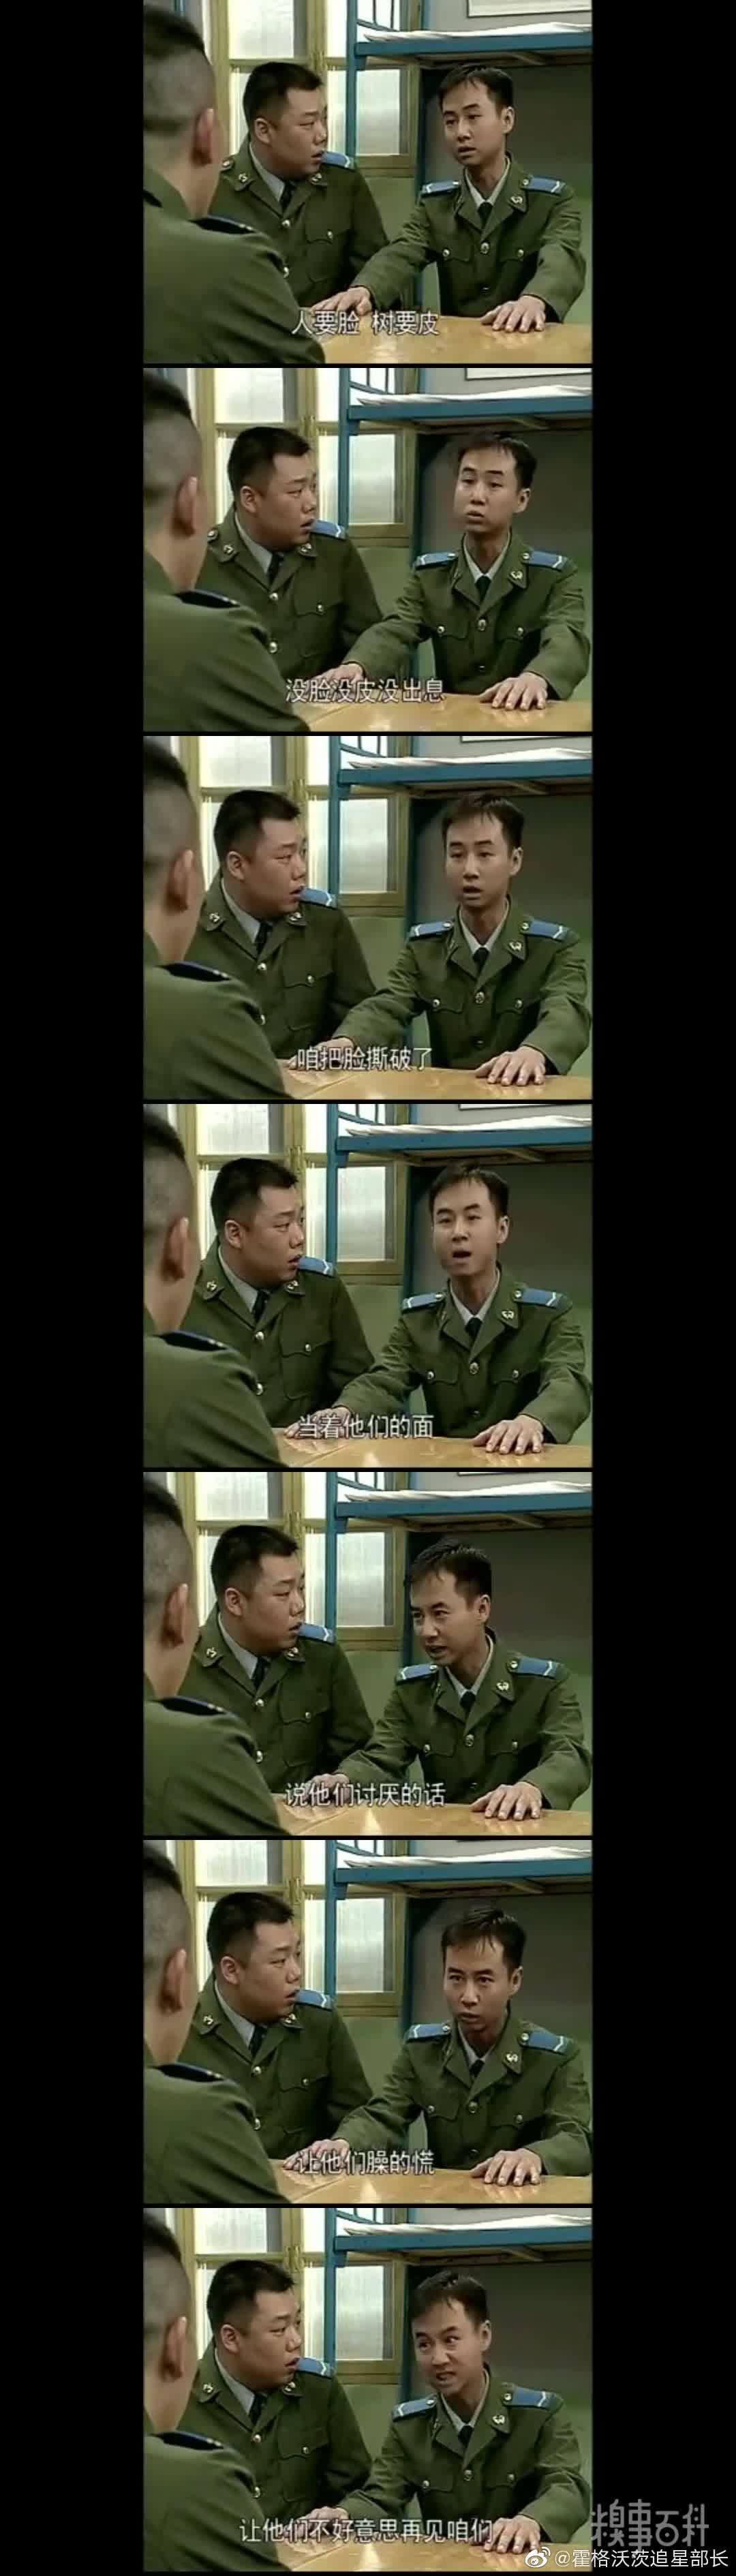 人要脸 树要皮
没脸没皮没出息
咱把脸撕破了
当着他们的面
说他们讨厌的话
让他们臊的慌
让他们不好意思再见咱们
糗事百科
@霍格沃茨追星部长